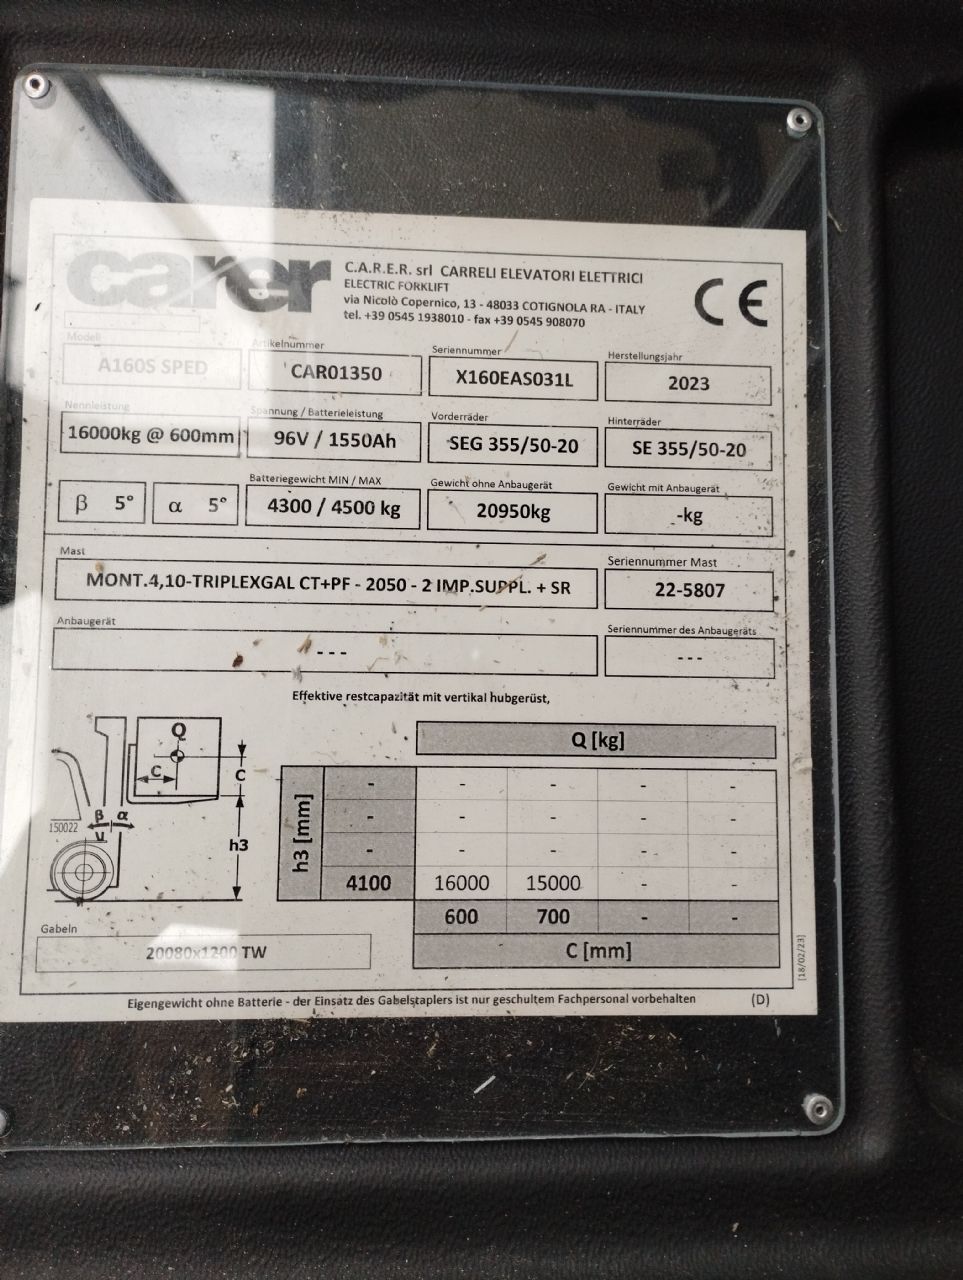 carer
C.A.R.E.R. srl CARRELI ELEVATORI ELETTRICI
ELECTRIC FORKLIFT
via Nicolò Copernico, 13 - 48033 COTIGNOLA RA - ITALY
tel. +39 0545 1938010 - fax +39 0545 908070
CE
Modell Artikelnummer Seriennummer Herstellungsjahr
A160S SPED CAR01350 X160EAS031L 2023
Nennleistung Spannung / Batterieleistung Vorderräder Hinterräder
16000kg @ 600mm 96V / 1550Ah SEG 355/50-20 SE 355/50-20
Batteriegewicht MIN / MAX Gewicht ohne Anbaugerät Gewicht mit Anbaugerät
β 5° α 5° 4300 / 4500 kg 20950kg -kg
Mast Seriennummer Mast
MONT.4,10-TRIPLEXGAL CT+PF - 2050 - 2 IMP.SUPPL. + SR 22-5807
Anbaugerät Seriennummer des Anbaugeräts
- - - - - -
Effektive restcapazität mit vertikal hubgerüst,
Q
C
C
β α
150022
h3
Q [kg]
h3 [mm]
- - - - -
- - - - -
- - - - -
4100 16000 15000 - -
600 700 - -
C [mm]
Gabeln
20080x1200 TW
[18/02/23]
Eigengewicht ohne Batterie - der Einsatz des Gabelstaplers ist nur geschultem Fachpersonal vorbehalten (D)